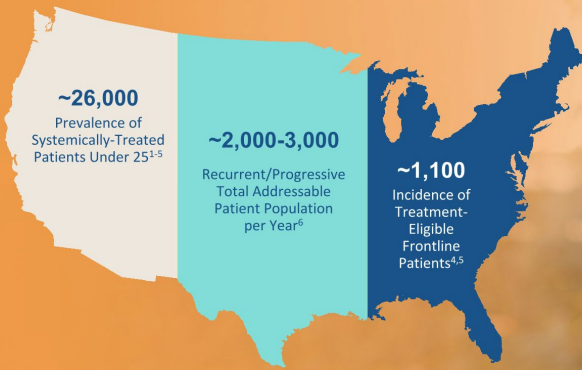 ~26,000
Prevalence of
Systemically-Treated
Patients Under 25¹⁻⁵
~2,000-3,000
Recurrent/Progressive
Total Addressable
Patient Population
per Year⁶
~1,100
Incidence of
Treatment-
Eligible
Frontline
Patients⁴,⁵